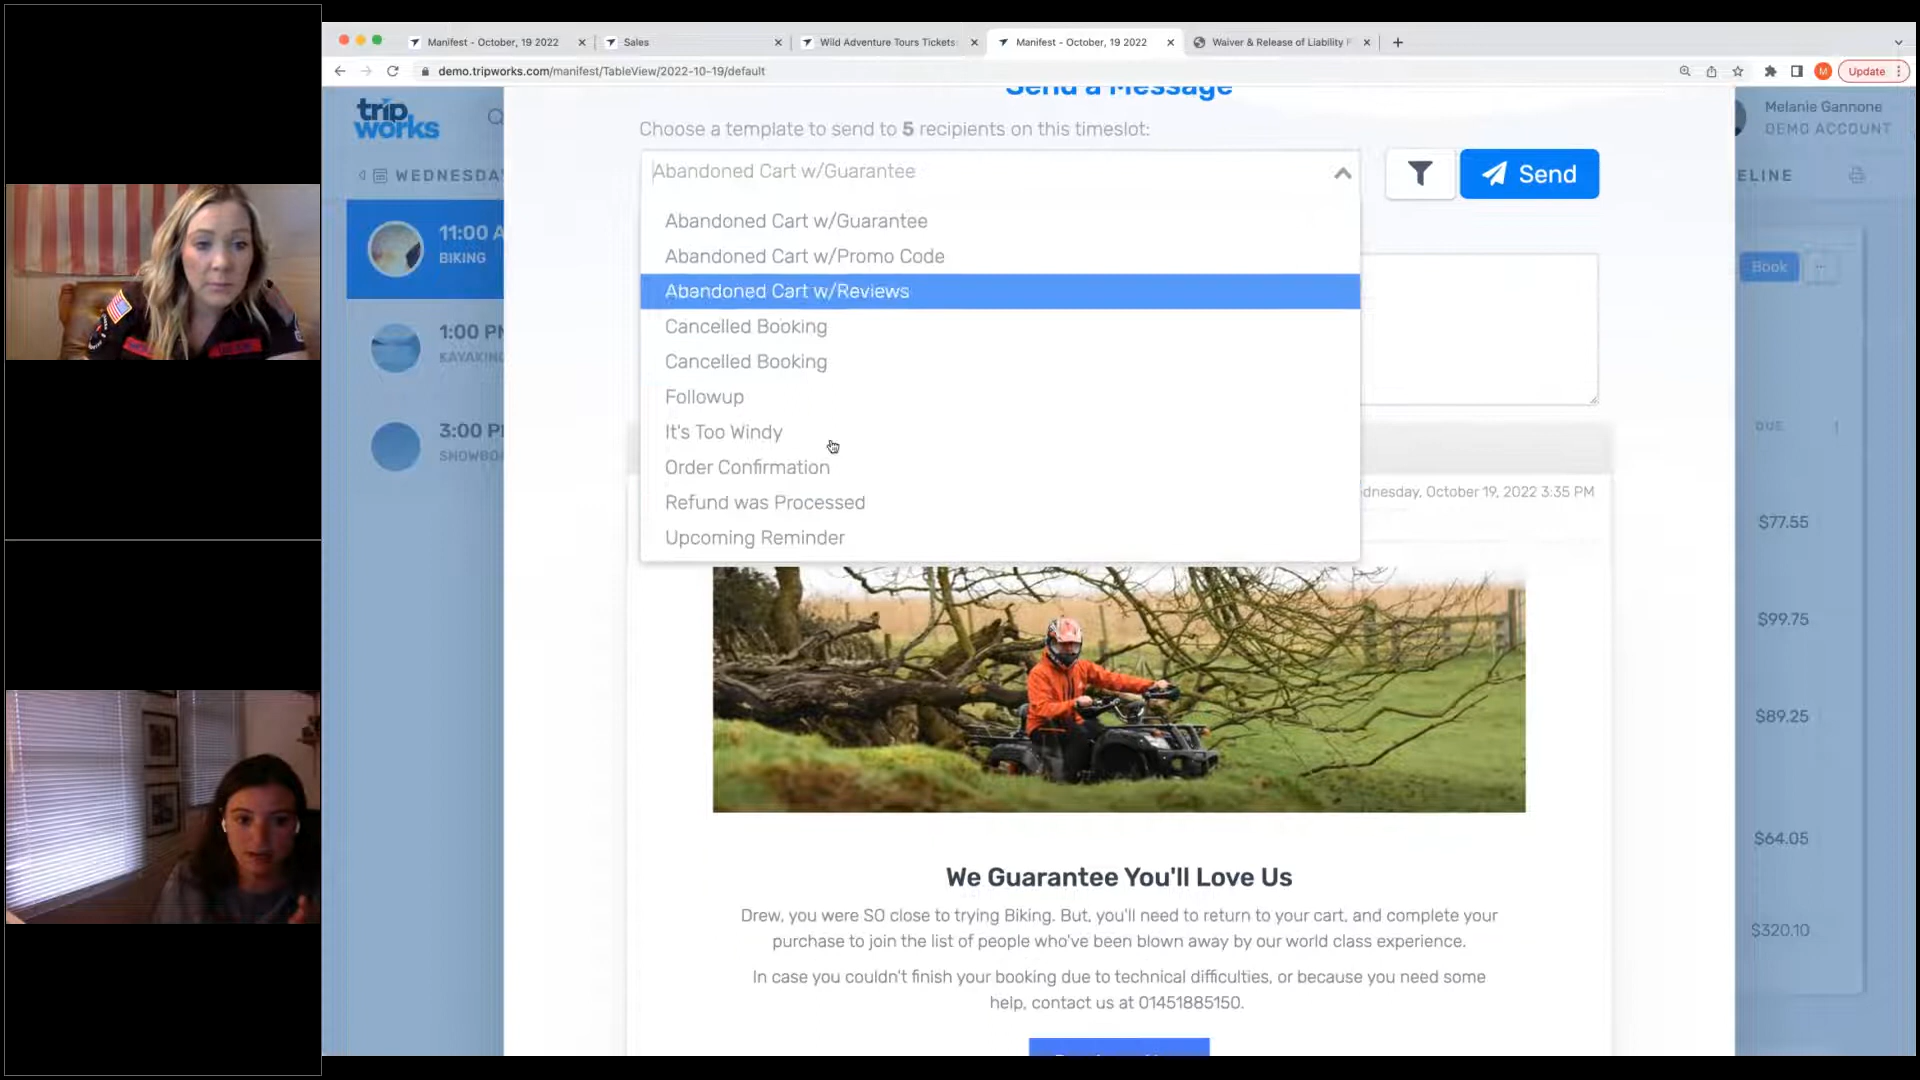 Manifest - October, 19 2022
Sales
Wild Adventure Tours Tickets
Manifest - October, 19 2022
Waiver & Release of Liability F
demo.tripworks.com/manifest/TableView/2022-10-19/default
M
Update
trip
works
Melanie Gannone
DEMO ACCOUNT
Send a Message
Choose a template to send to 5 recipients on this timeslot:
WEDNESDA
ELINE
Abandoned Cart w/Guarantee
Send
11:00 A
BIKING
1:00 PM
KAYAKING
3:00 P
SNOWBO
Abandoned Cart w/Guarantee
Abandoned Cart w/Promo Code
Abandoned Cart w/Reviews
Cancelled Booking
Cancelled Booking
Followup
It's Too Windy
Order Confirmation
Refund was Processed
Upcoming Reminder
Book
DUE
dnesday, October 19, 2022 3:35 PM
$77.55
$99.75
$89.25
$64.05
$320.10
We Guarantee You'll Love Us
Drew, you were SO close to trying Biking. But, you'll need to return to your cart, and complete your
purchase to join the list of people who've been blown away by our world class experience.
In case you couldn't finish your booking due to technical difficulties, or because you need some
help, contact us at 01451885150.